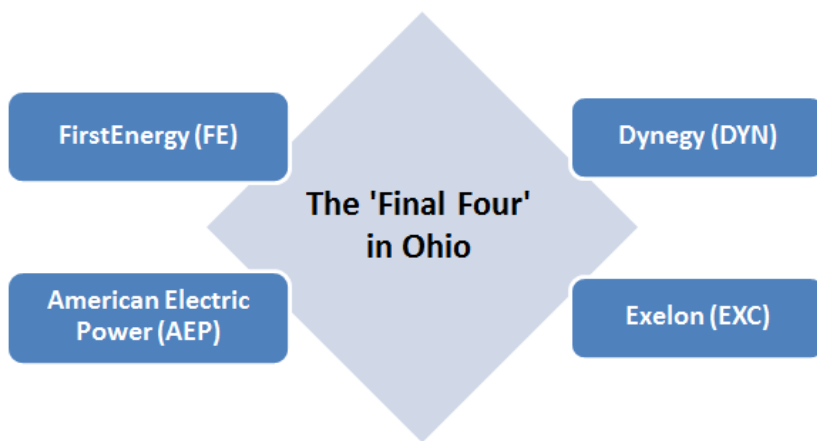 FirstEnergy (FE)
Dynegy (DYN)
The 'Final Four'
in Ohio
American Electric
Power (AEP)
Exelon (EXC)